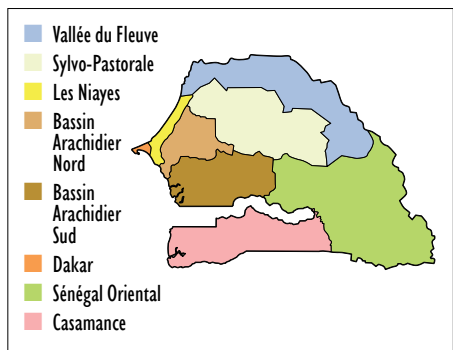 Vallée du Fleuve
Sylvo-Pastorale
Les Niayes
Bassin
Arachidier
Nord
Bassin
Arachidier
Sud
Dakar
Sénégal Oriental
Casamance